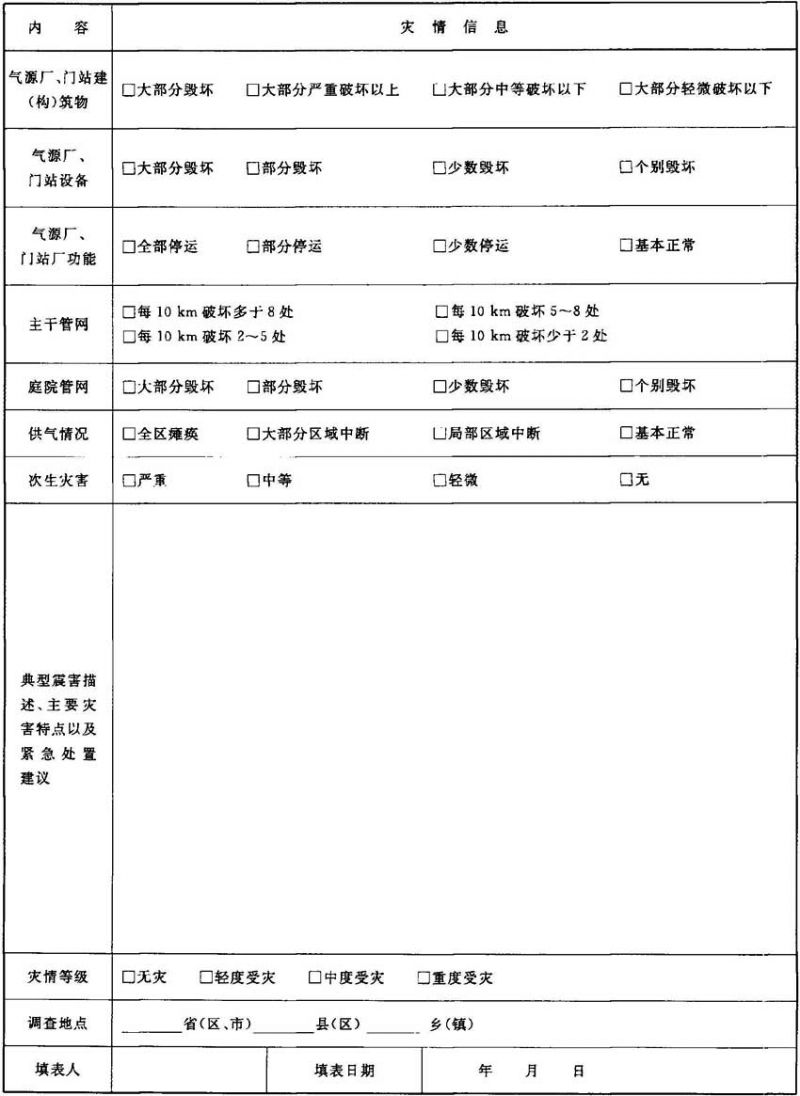 内 容 灾 情 信 息
气源厂、门站建
(构)筑物
□大部分毁坏 □大部分严重破坏以上 □大部分中等破坏以下 □大部分轻微破坏以下
气源厂、
门站设备
□大部分毁坏 □部分毁坏 □少数毁坏 □个别毁坏
气源厂、
门站厂功能
□全部停运 □部分停运 □少数停运 □基本正常
主干管网
□每 10 km 破坏多于 8 处 □每 10 km 破坏 5～8 处
□每 10 km 破坏 2～5 处 □每 10 km 破坏少于 2 处
庭院管网 □大部分毁坏 □部分毁坏 □少数毁坏 □个别毁坏
供气情况 □全区瘫痪 □大部分区域中断 □局部区域中断 □基本正常
次生灾害 □严重 □中等 □轻微 □无
典型震害描
述、主要灾
害特点以及
紧急处置
建议
灾情等级 □无灾 □轻度受灾 □中度受灾 □重度受灾
调查地点 ______省(区、市)______县(区)______乡(镇)
填表人 填表日期 年 月 日